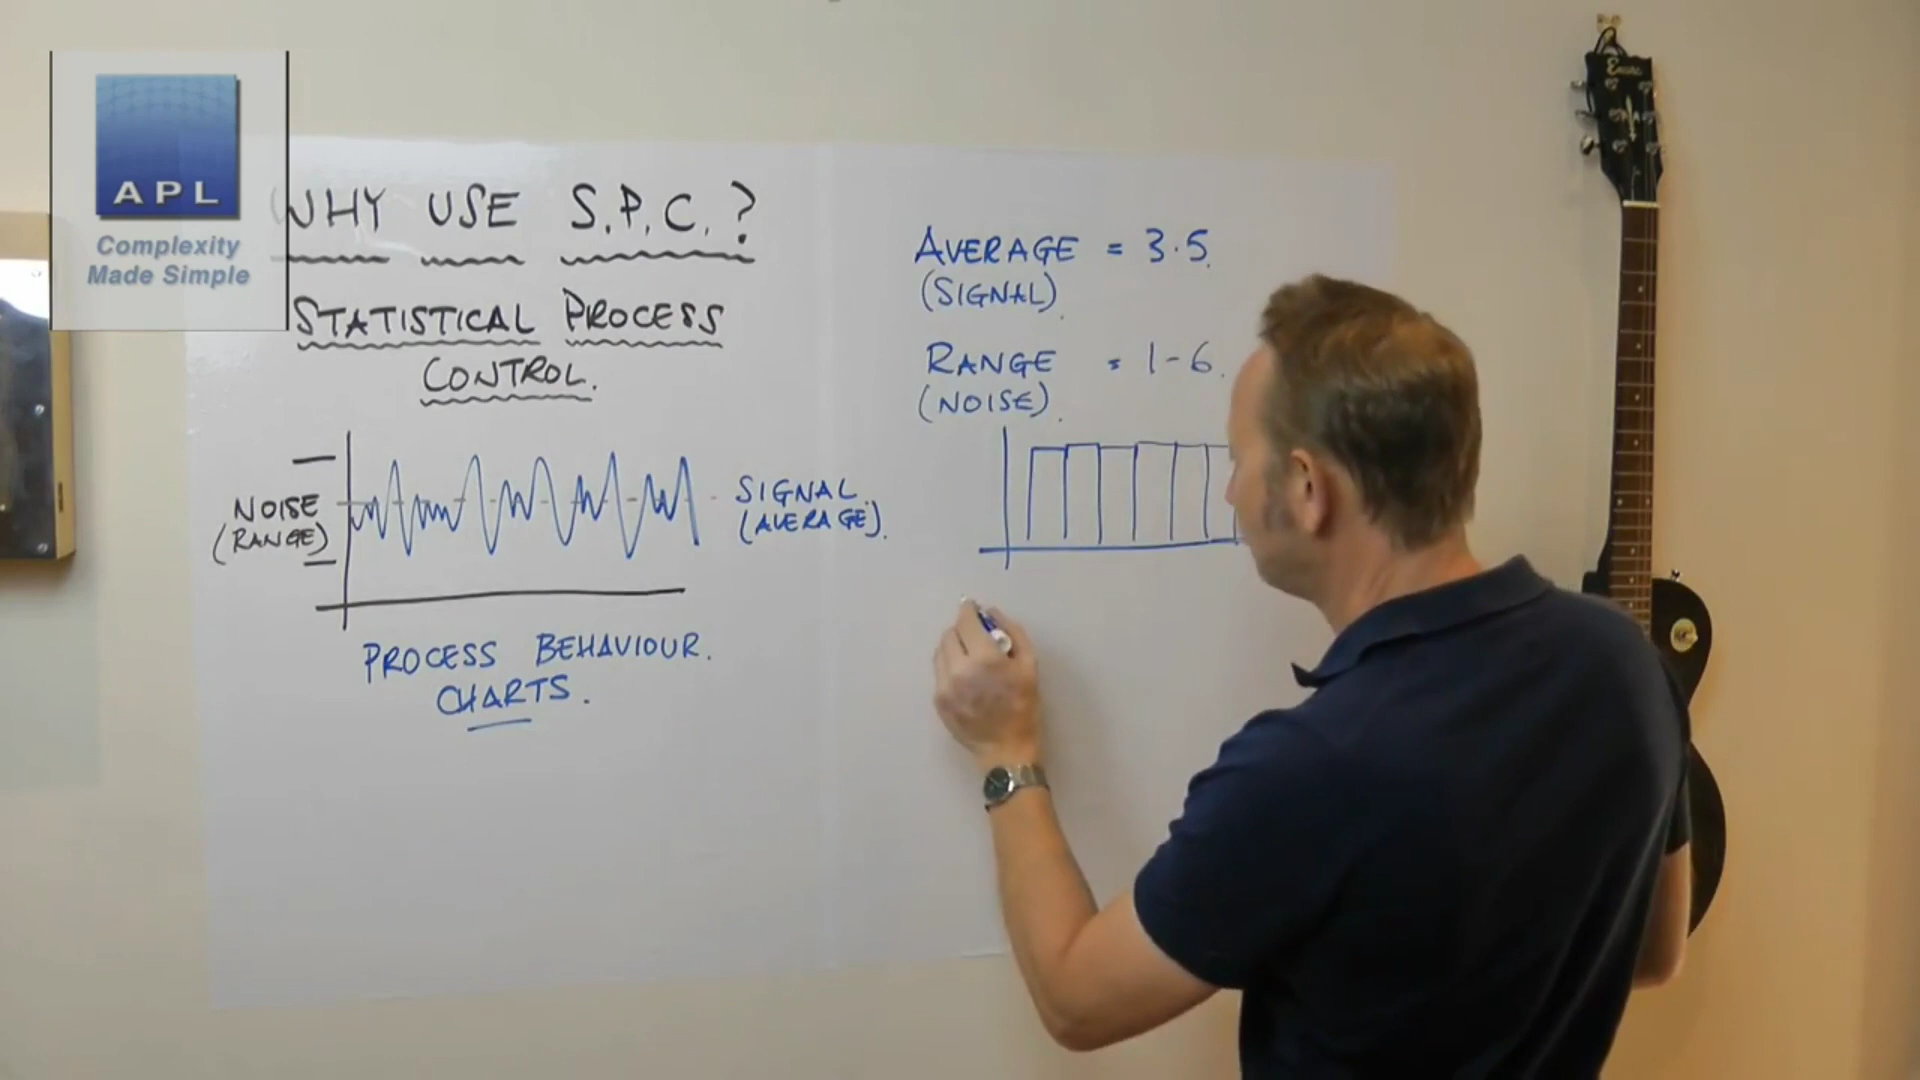 APL
Complexity
Made Simple
WHY USE S.P.C.?
STATISTICAL PROCESS
CONTROL.
NOISE
(RANGE)
SIGNAL.
(AVERAGE).
PROCESS BEHAVIOUR.
CHARTS.
AVERAGE = 3.5.
(SIGNAL).
RANGE = 1-6.
(NOISE).